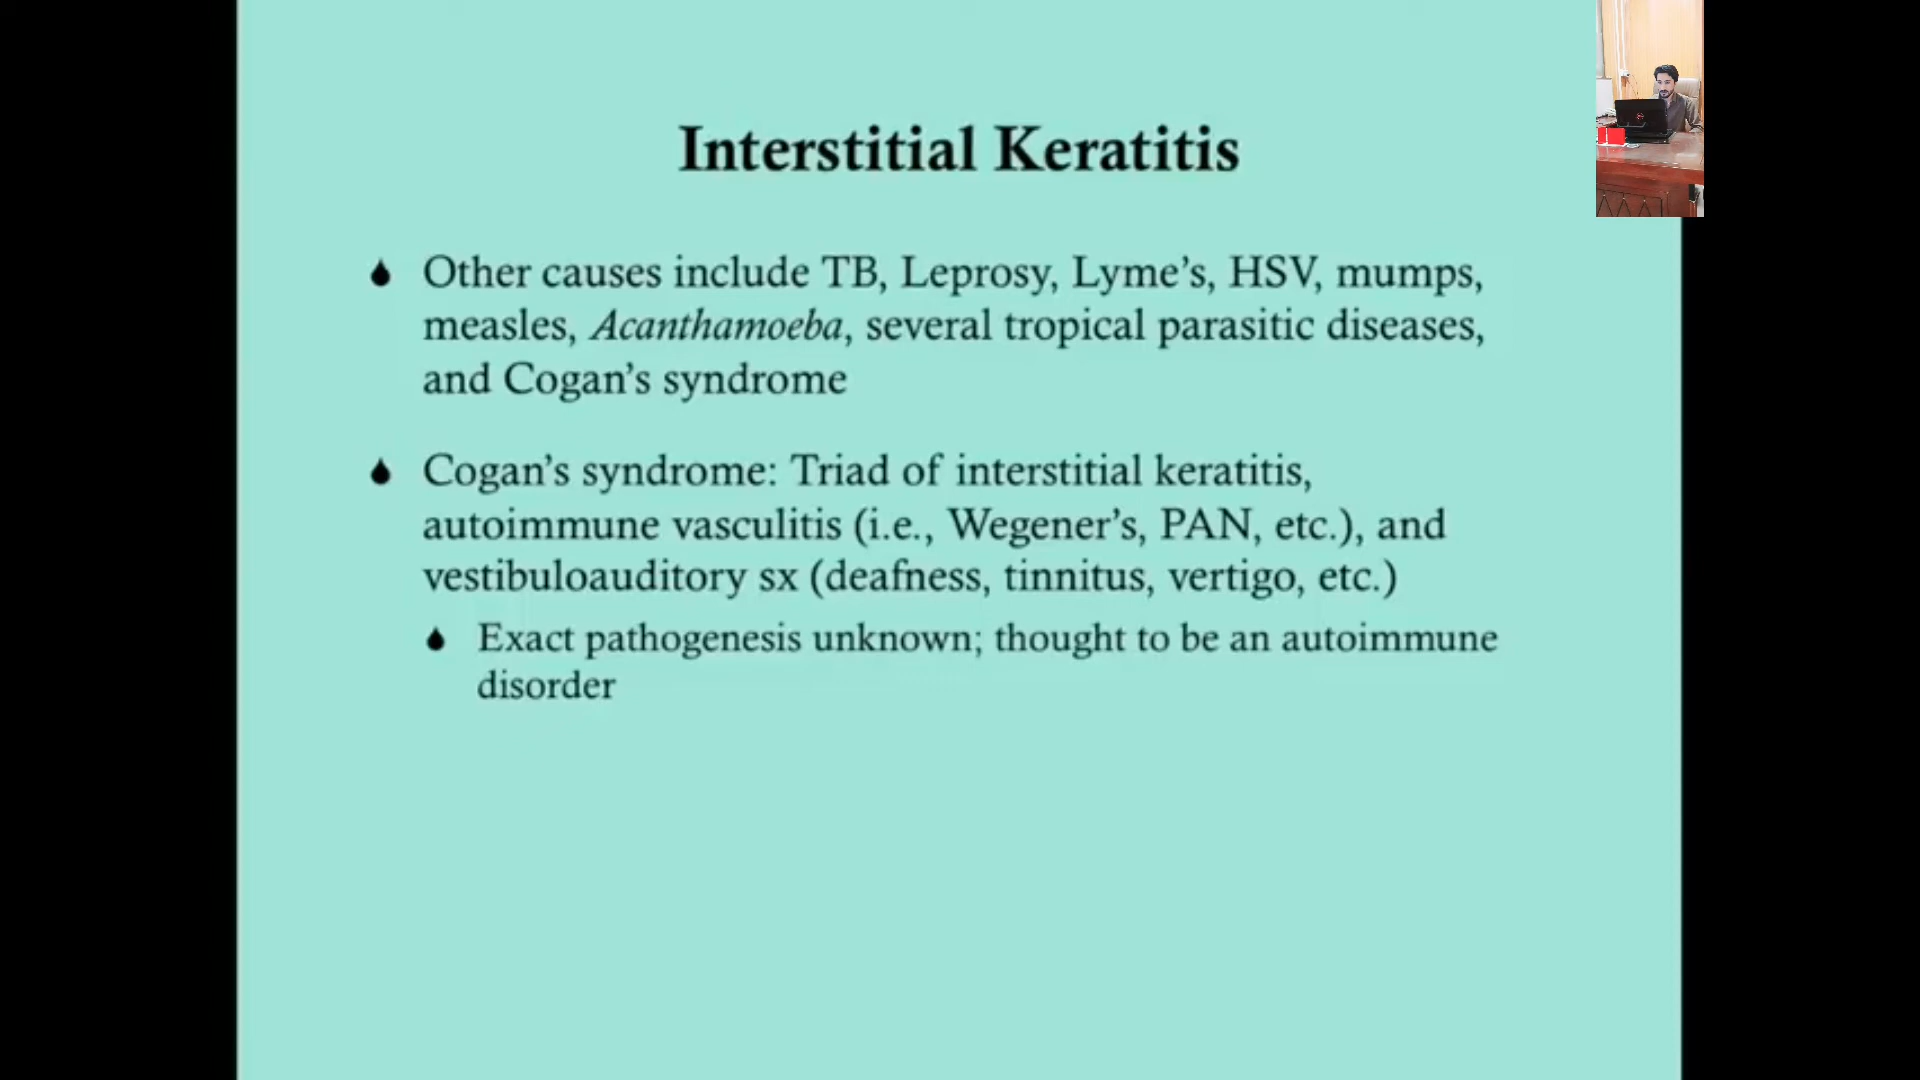 Interstitial Keratitis
Other causes include TB, Leprosy, Lyme’s, HSV, mumps,
measles, Acanthamoeba, several tropical parasitic diseases,
and Cogan’s syndrome
Cogan’s syndrome: Triad of interstitial keratitis,
autoimmune vasculitis (i.e., Wegener’s, PAN, etc.), and
vestibuloauditory sx (deafness, tinnitus, vertigo, etc.)
Exact pathogenesis unknown; thought to be an autoimmune
disorder